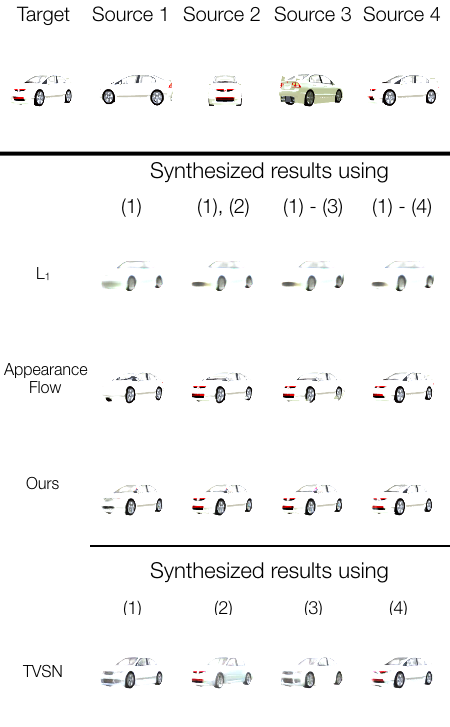 Target Source 1 Source 2 Source 3 Source 4
Synthesized results using
(1) (1), (2) (1) - (3) (1) - (4)
L₁
Appearance
Flow
Ours
Synthesized results using
(1) (2) (3) (4)
TVSN